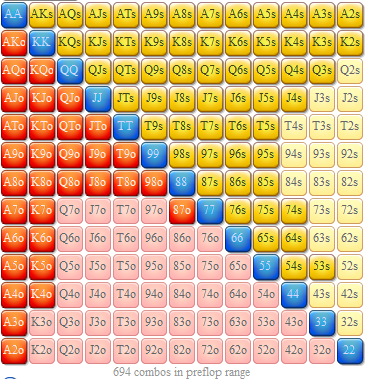 AA AKs AQs AJs ATs A9s A8s A7s A6s A5s A4s A3s A2s
AKo KK KQs KJs KTs K9s K8s K7s K6s K5s K4s K3s K2s
AQo KQo QQ QJs QTs Q9s Q8s Q7s Q6s Q5s Q4s Q3s Q2s
AJo KJo QJo JJ JTs J9s J8s J7s J6s J5s J4s J3s J2s
ATo KTo QTo JTo TT T9s T8s T7s T6s T5s T4s T3s T2s
A9o K9o Q9o J9o T9o 99 98s 97s 96s 95s 94s 93s 92s
A8o K8o Q8o J8o T8o 98o 88 87s 86s 85s 84s 83s 82s
A7o K7o Q7o J7o T7o 97o 87o 77 76s 75s 74s 73s 72s
A6o K6o Q6o J6o T6o 96o 86o 76o 66 65s 64s 63s 62s
A5o K5o Q5o J5o T5o 95o 85o 75o 65o 55 54s 53s 52s
A4o K4o Q4o J4o T4o 94o 84o 74o 64o 54o 44 43s 42s
A3o K3o Q3o J3o T3o 93o 83o 73o 63o 53o 43o 33 32s
A2o K2o Q2o J2o T2o 92o 82o 72o 62o 52o 42o 32o 22
694 combos in preflop range